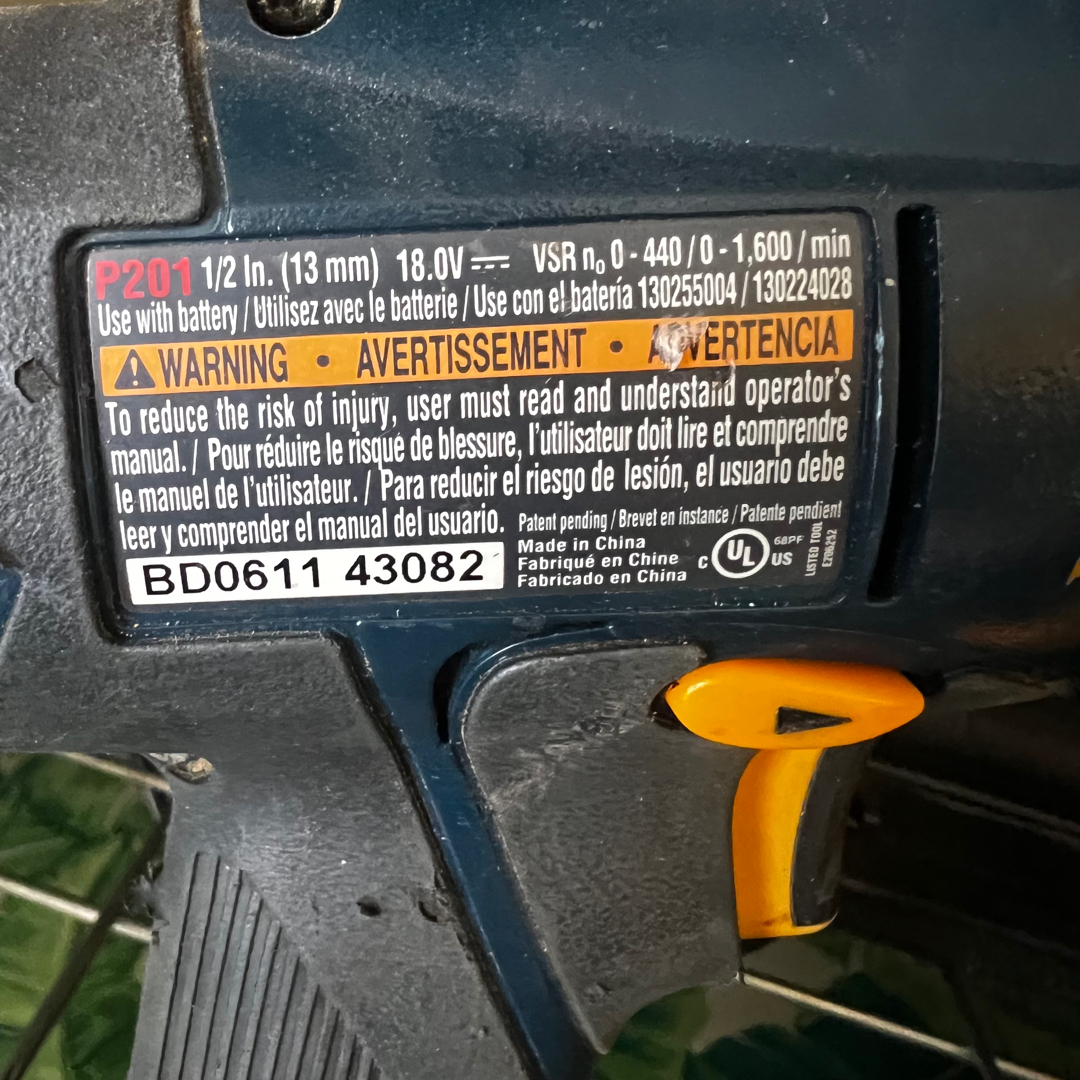 P201 1/2 In. (13 mm) 18.0V ⎓ VSR n₀ 0 - 440 / 0 - 1,600 / min
Use with battery / Utilisez avec le batterie / Use con el batería 130255004 / 130224028
⚠ WARNING • AVERTISSEMENT • ADVERTENCIA
To reduce the risk of injury, user must read and understand operator's
manual. / Pour réduire le risque de blessure, l'utilisateur doit lire et comprendre
le manuel de l'utilisateur. / Para reducir el riesgo de lesión, el usuario debe
leer y comprender el manual del usuario.
Patent pending / Brevet en instance / Patente pendient
Made in China
Fabriqué en Chine
Fabricado en China
C UL US
68PF
LISTED TOOL
E206292
BD0611 43082